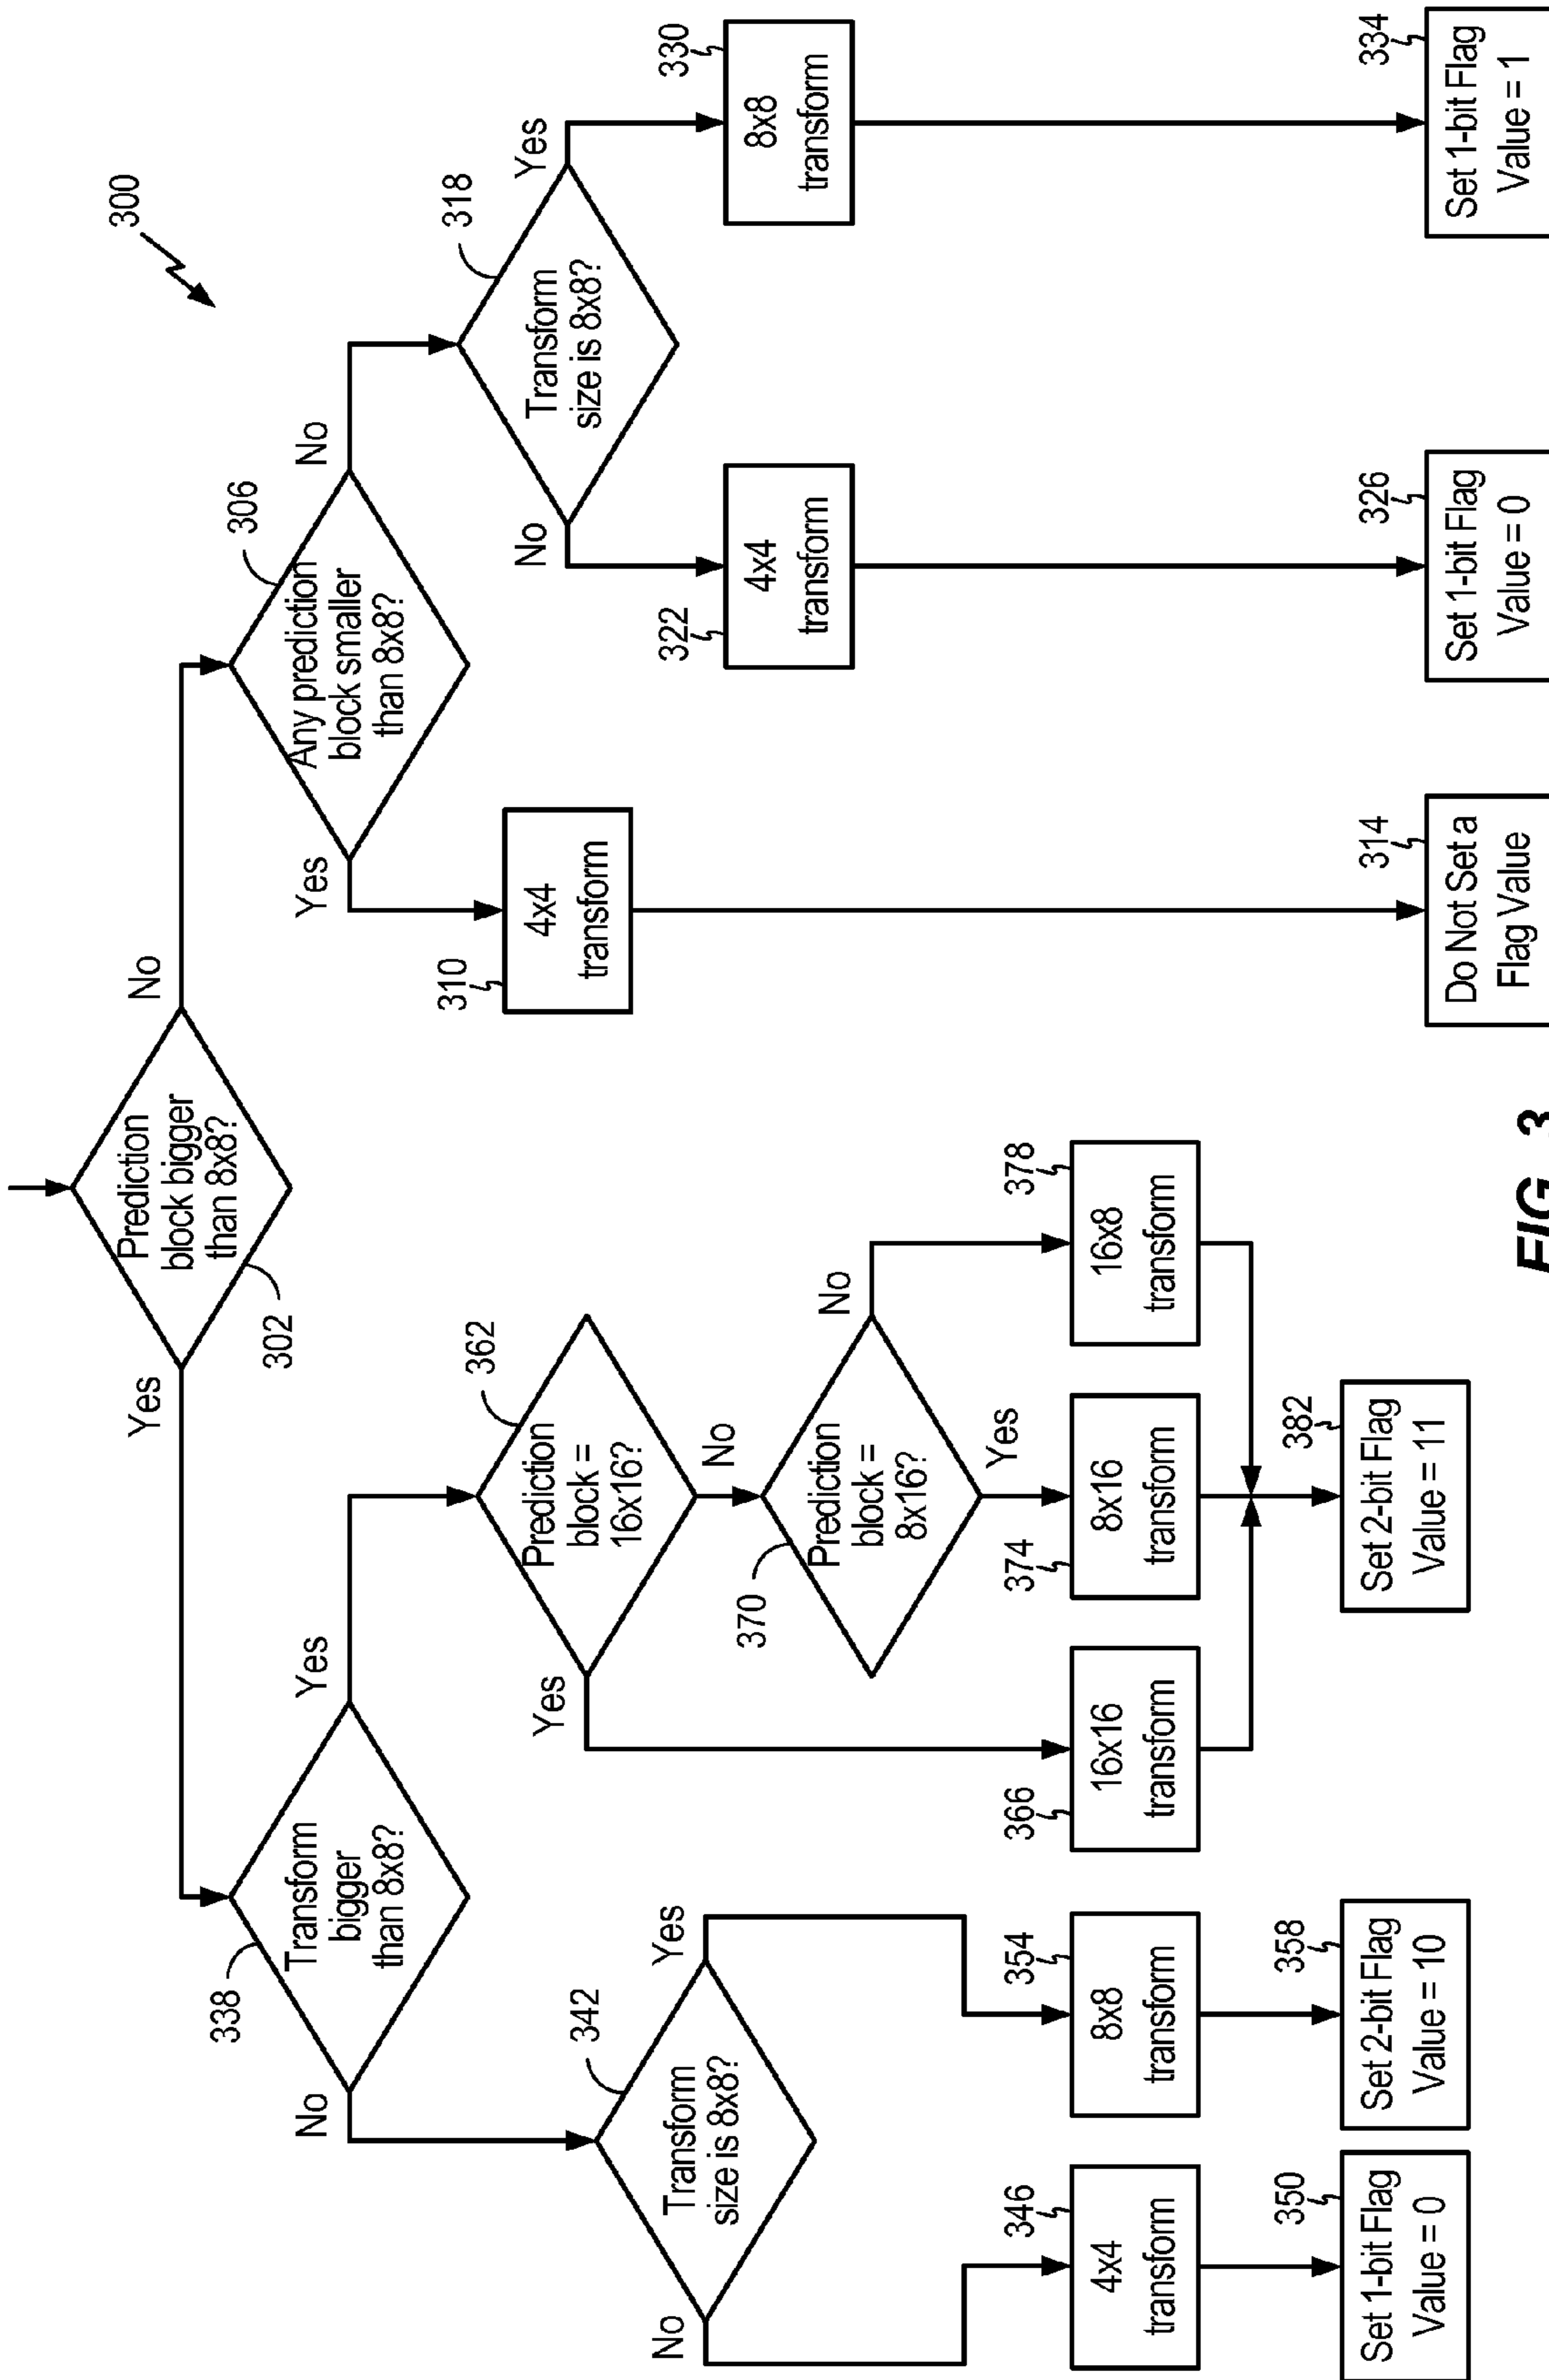 300
Prediction
block bigger
than 8x8?
302
Yes
No
Transform
bigger
than 8x8?
338
No
Yes
Any prediction
block smaller
than 8x8?
306
Yes
No
Transform
size is 8x8?
342
No
Yes
Prediction
block =
16x16?
362
Yes
No
4x4
transform
310
Transform
size is 8x8?
318
No
Yes
Prediction
block =
8x16?
370
Yes
No
4x4
transform
322
8x8
transform
330
4x4
transform
346
8x8
transform
354
16x16
transform
366
8x16
transform
374
16x8
transform
378
Set 1-bit Flag
Value = 0
350
Set 2-bit Flag
Value = 10
358
Set 2-bit Flag
Value = 11
382
Do Not Set a
Flag Value
314
Set 1-bit Flag
Value = 0
326
Set 1-bit Flag
Value = 1
334
FIG. 3